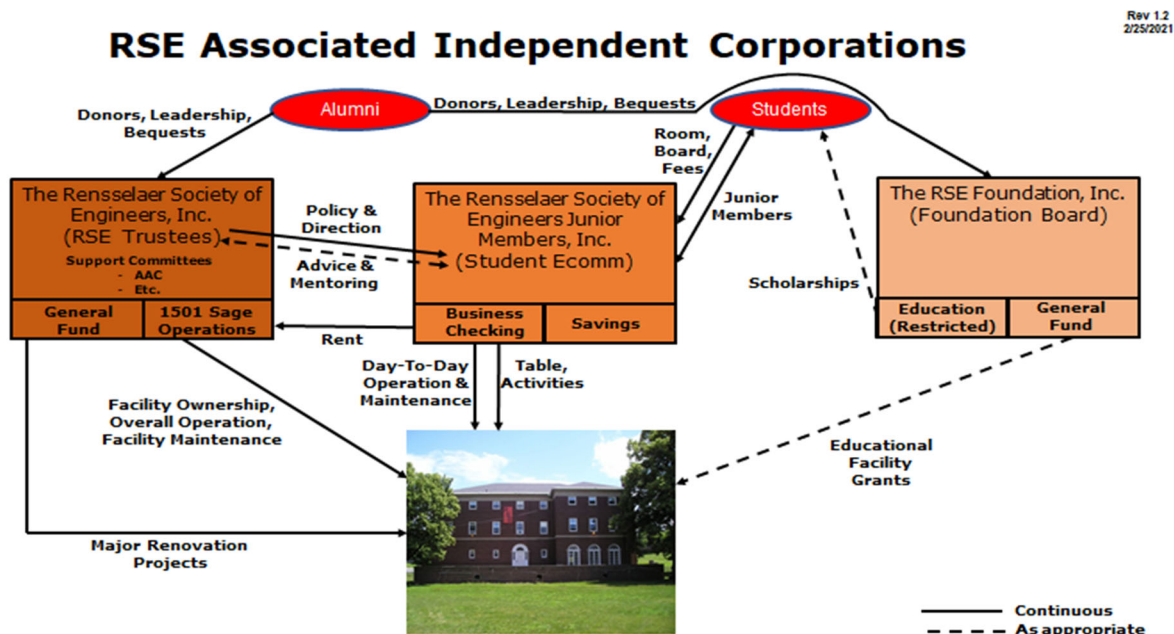 Rev 1.2
2/25/2021
RSE Associated Independent Corporations
Alumni
Donors, Leadership, Bequests
Students
Donors, Leadership,
Bequests
Room,
Board,
Fees
The Rensselaer Society of
Engineers, Inc.
(RSE Trustees)
Support Committees
- AAC
- Etc.
General
Fund
1501 Sage
Operations
Policy &
Direction
Advice &
Mentoring
Rent
The Rensselaer Society of
Engineers Junior
Members, Inc.
(Student Ecomm)
Business
Checking
Savings
Junior
Members
The RSE Foundation, Inc.
(Foundation Board)
Scholarships
Education
(Restricted)
General
Fund
Day-To-Day
Operation &
Maintenance
Table,
Activities
Facility Ownership,
Overall Operation,
Facility Maintenance
Educational
Facility
Grants
Major Renovation
Projects
Continuous
As appropriate